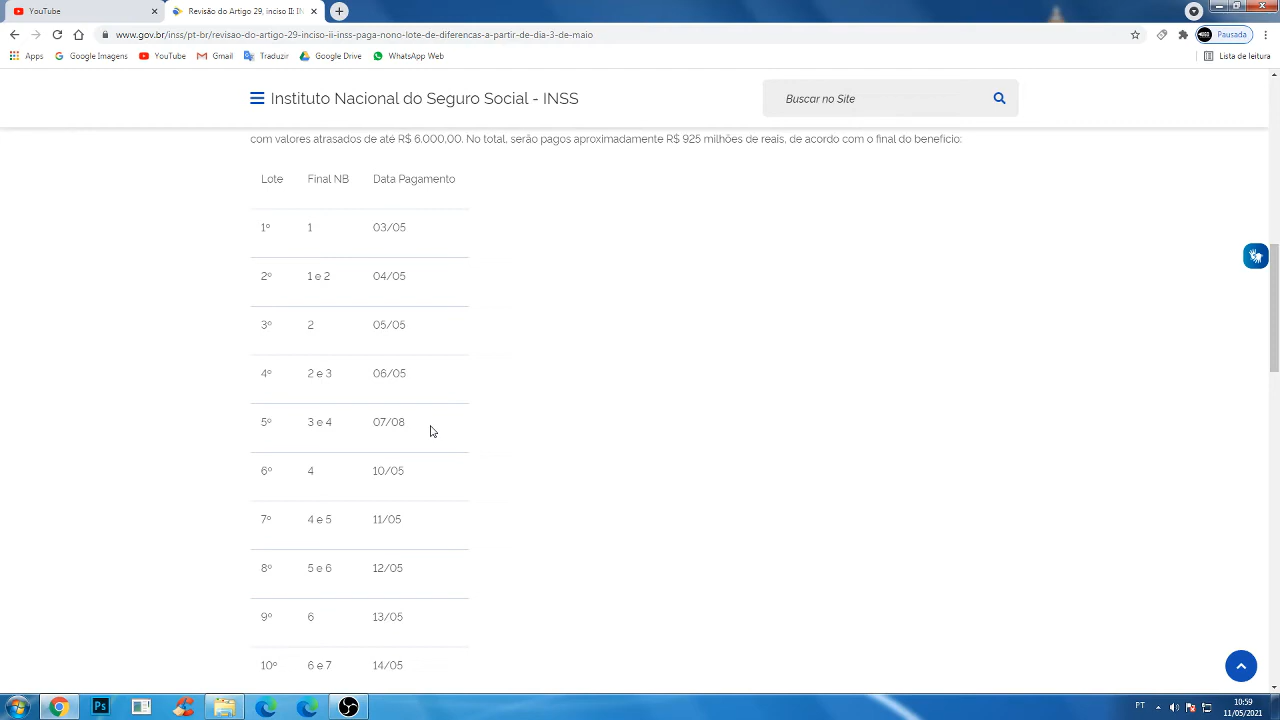 YouTube
Revisão do Artigo 29, inciso II: IN
www.gov.br/inss/pt-br/revisao-do-artigo-29-inciso-ii-inss-paga-nono-lote-de-diferencas-a-partir-de-dia-3-de-maio
Pausada
Apps
Google Imagens
YouTube
Gmail
Traduzir
Google Drive
WhatsApp Web
Lista de leitura
Instituto Nacional do Seguro Social - INSS
Buscar no Site
com valores atrasados de até R$ 6.000,00. No total, serão pagos aproximadamente R$ 925 milhões de reais, de acordo com o final do benefício:
Lote Final NB Data Pagamento
1º 1 03/05
2º 1 e 2 04/05
3º 2 05/05
4º 2 e 3 06/05
5º 3 e 4 07/08
6º 4 10/05
7º 4 e 5 11/05
8º 5 e 6 12/05
9º 6 13/05
10º 6 e 7 14/05
Ps
PT
10:59
11/05/2021